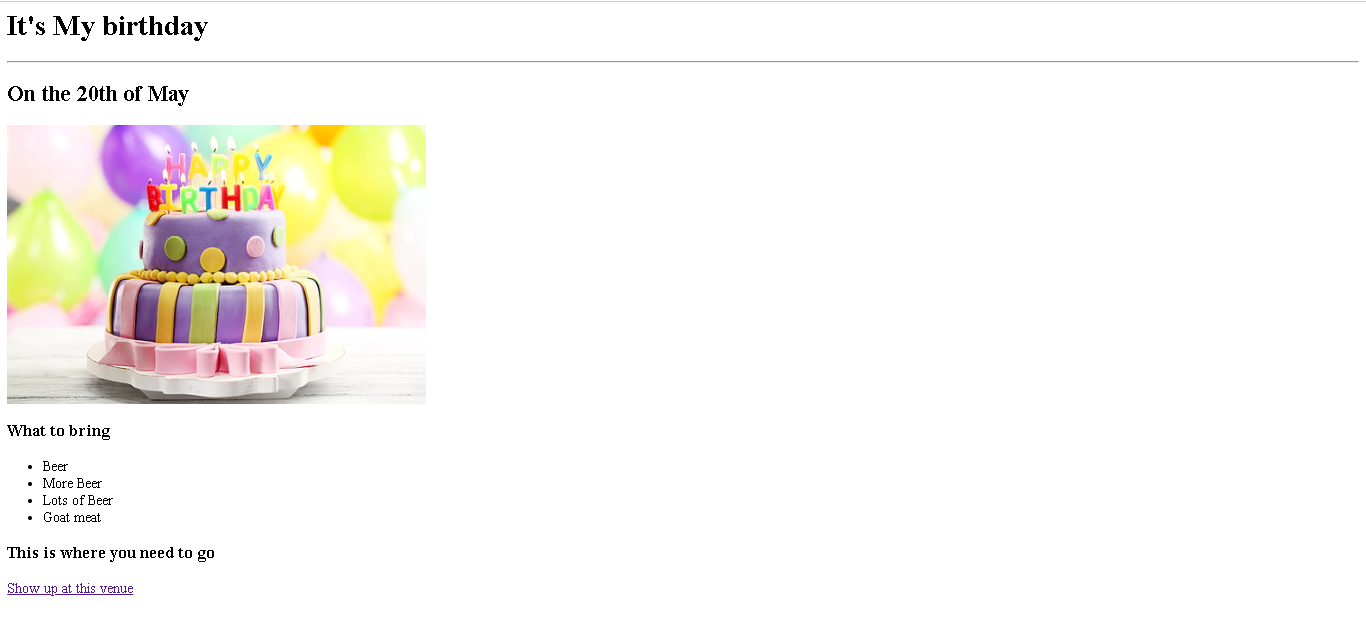 It's My birthday
On the 20th of May
HAPPY
BIRTHDAY
What to bring
Beer
More Beer
Lots of Beer
Goat meat
This is where you need to go
Show up at this venue